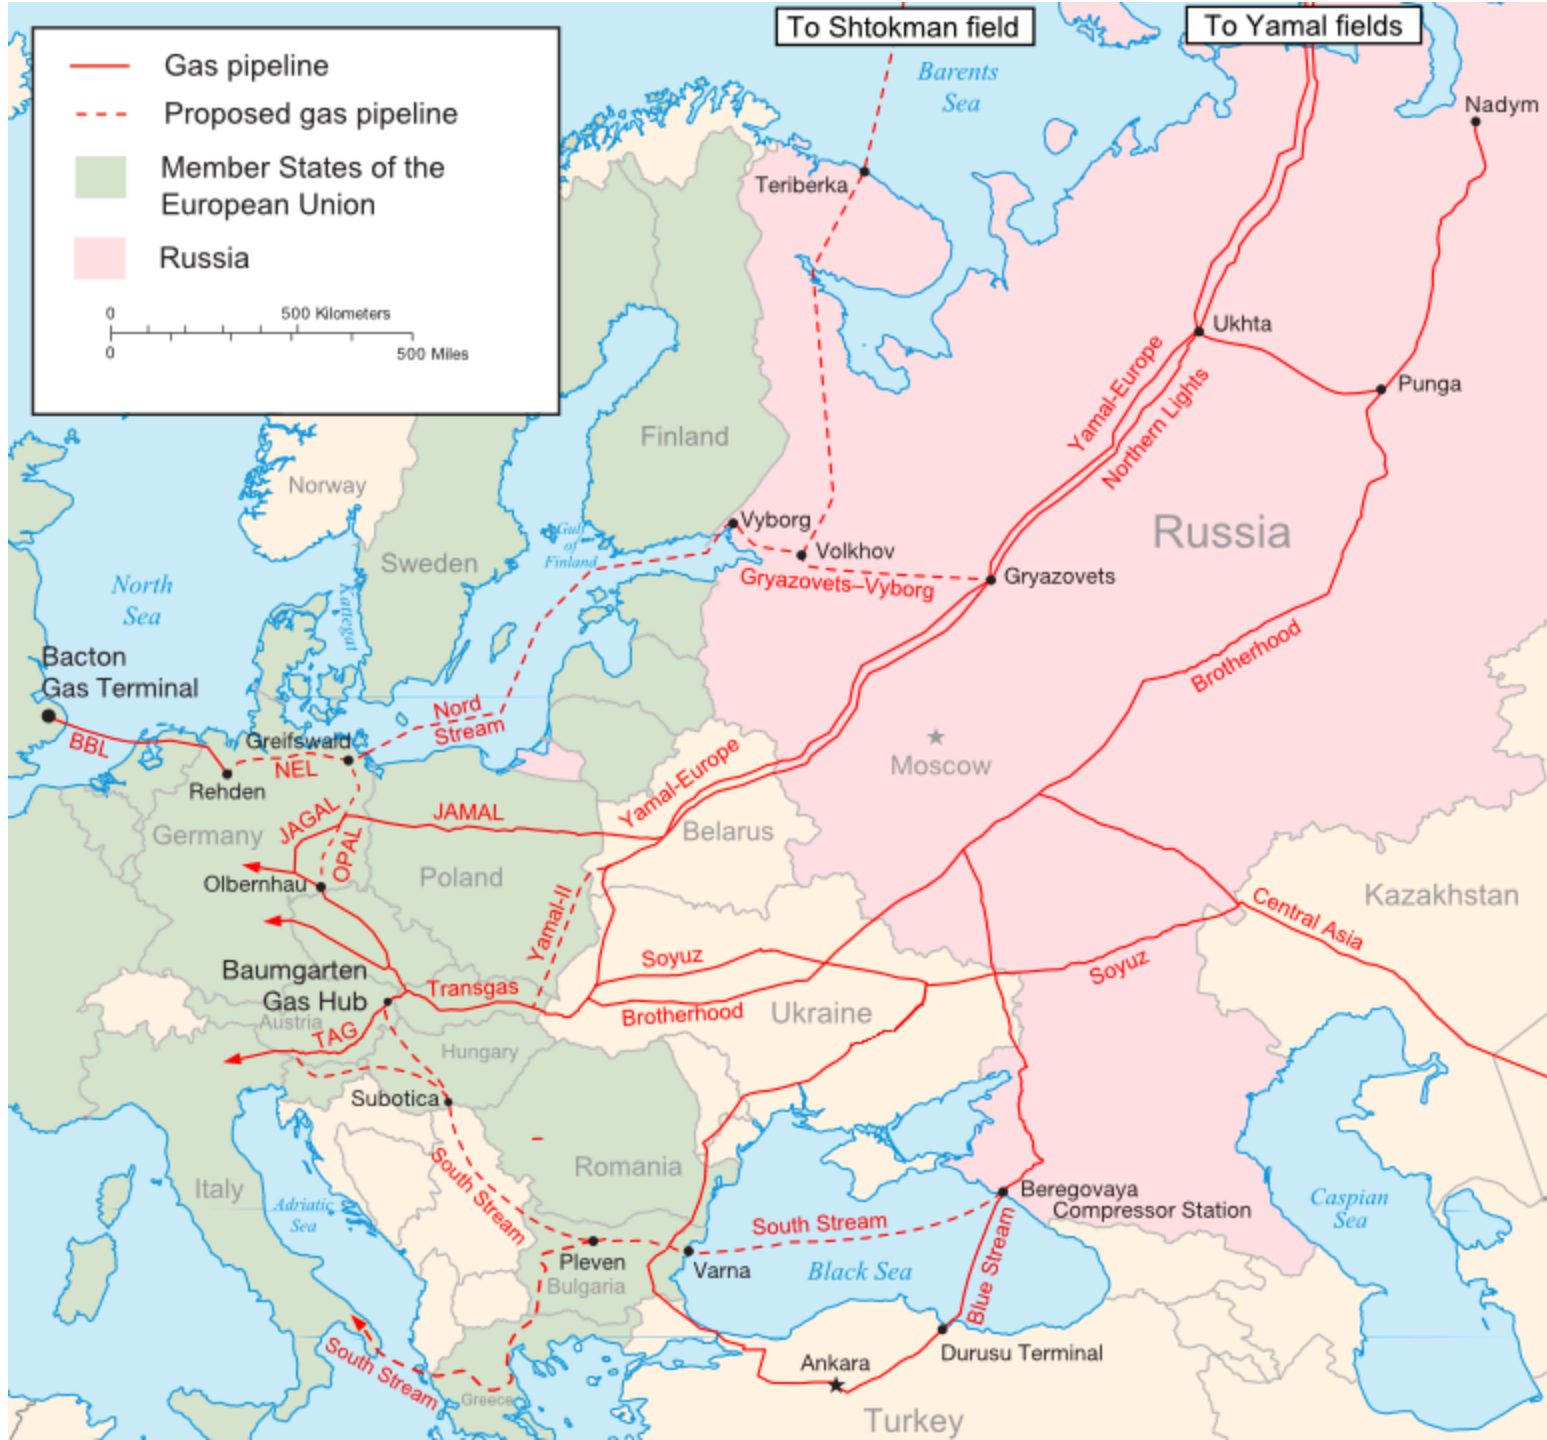 To Shtokman field
To Yamal fields
Gas pipeline
Proposed gas pipeline
Member States of the
European Union
Russia
0
500 Kilometers
0
500 Miles
Barents
Sea
Nadym
Teriberka
Ukhta
Punga
Yamal-Europe
Northern Lights
Finland
Norway
Sweden
Gulf
of
Finland
Vyborg
Volkhov
Gryazovets–Vyborg
Gryazovets
Russia
North
Sea
Kattegat
Bacton
Gas Terminal
BBL
Greifswald
NEL
Rehden
Nord
Stream
Brotherhood
Moscow
Yamal-Europe
JAGAL
JAMAL
Germany
OPAL
Belarus
Poland
Olbernhau
Yamal-II
Kazakhstan
Central Asia
Soyuz
Soyuz
Baumgarten
Gas Hub
Transgas
Brotherhood
Ukraine
Austria
TAG
Hungary
Subotica
Romania
South Stream
Italy
Adriatic
Sea
Beregovaya
Compressor Station
Caspian
Sea
South Stream
Pleven
Bulgaria
Varna
Black Sea
Blue Stream
South Stream
Durusu Terminal
Ankara
Greece
Turkey